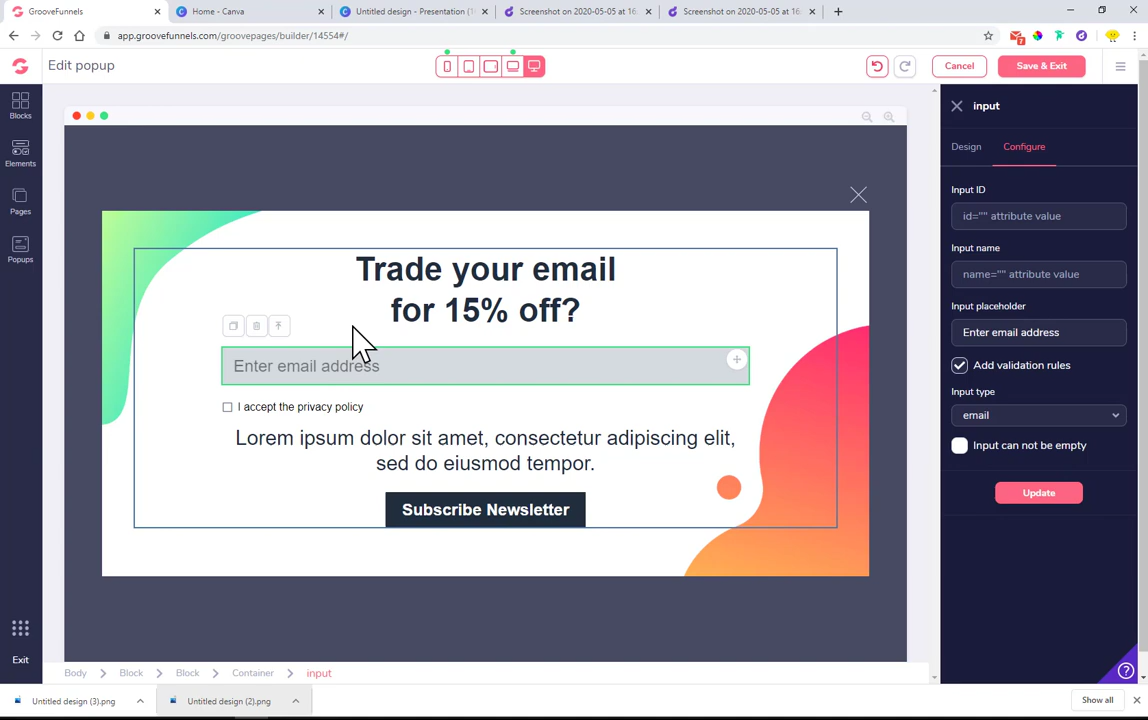 GrooveFunnels
Home - Canva
Untitled design - Presentation (1
Screenshot on 2020-05-05 at 16:
Screenshot on 2020-05-05 at 16:
app.groovefunnels.com/groovepages/builder/14554#/
7
Edit popup
Cancel
Save & Exit
Blocks
Elements
Pages
Popups
Exit
Trade your email
for 15% off?
Enter email address
I accept the privacy policy
Lorem ipsum dolor sit amet, consectetur adipiscing elit,
sed do eiusmod tempor.
Subscribe Newsletter
Body
Block
Block
Container
input
input
Design
Configure
Input ID
id="" attribute value
Input name
name="" attribute value
Input placeholder
Enter email address
Add validation rules
Input type
email
Input can not be empty
Update
?
Untitled design (3).png
Untitled design (2).png
Show all